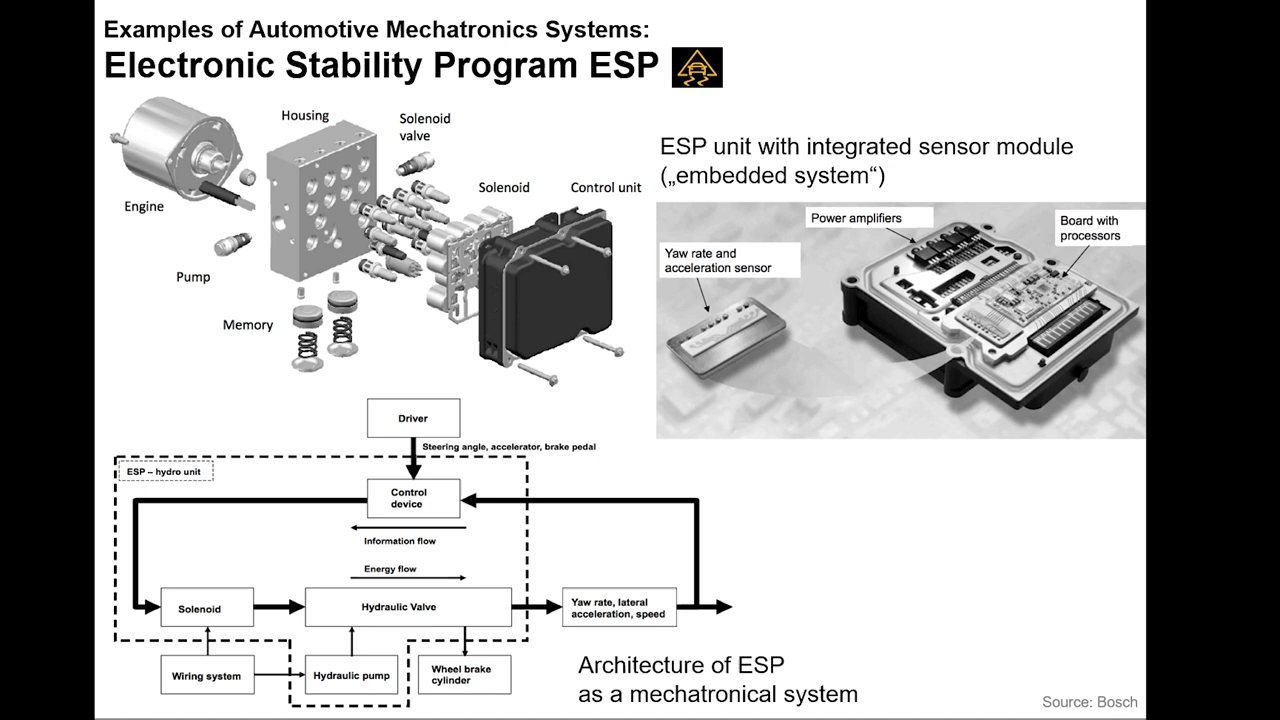 Examples of Automotive Mechatronics Systems:
Electronic Stability Program ESP
Housing
Solenoid
valve
Solenoid
Control unit
Engine
Pump
Memory
ESP unit with integrated sensor module
(„embedded system“)
Power amplifiers
Board with
processors
Yaw rate and
acceleration sensor
Driver
Steering angle, accelerator, brake pedal
ESP – hydro unit
Control
device
Information flow
Energy flow
Solenoid
Hydraulic Valve
Yaw rate, lateral
acceleration, speed
Wiring system
Hydraulic pump
Wheel brake
cylinder
Architecture of ESP
as a mechatronical system
Source: Bosch